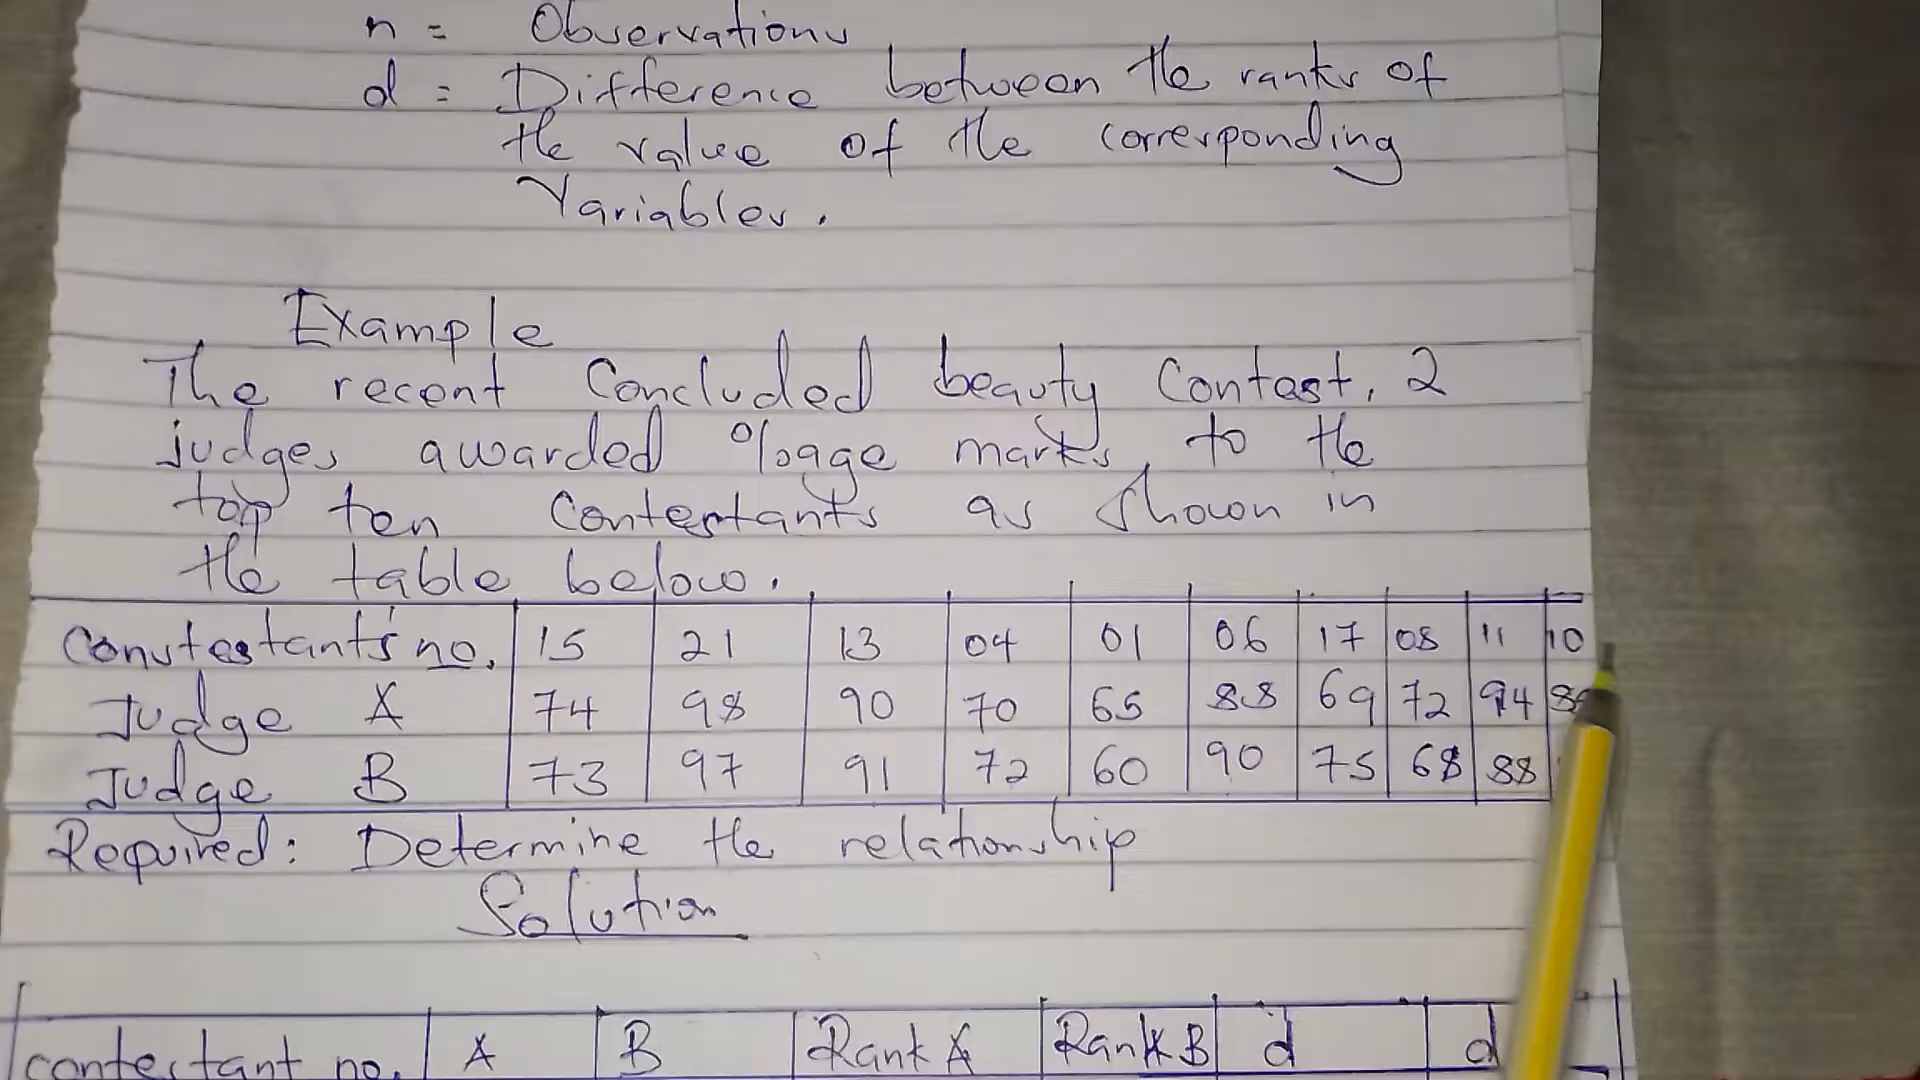 n = Observations
d = Difference between the ranks of
the value of the corresponding
Variables.
Example
The recent Concluded beauty Contest, 2
judges awarded %age marks, to the
top ten Contestants as shown in
the table below.
Constestants' no. 15 21 13 04 01 06 17 08 11 10
Judge A 74 98 90 70 65 88 69 72 94
Judge B 73 97 91 72 60 90 75 68 88
Required: Determine the relationship
Solution
contestant no. A B Rank A Rank B d d